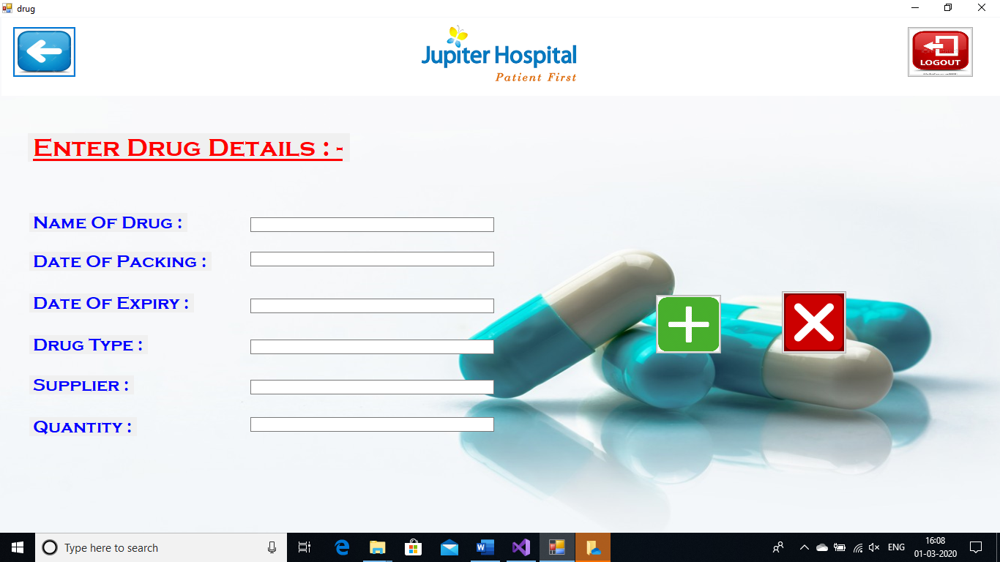 drug
Jupiter Hospital
Patient First
LOGOUT
Enter Drug Details : -
Name Of Drug :
Date Of Packing :
Date Of Expiry :
Drug Type :
Supplier :
Quantity :
Type here to search
ENG
16:08
01-03-2020